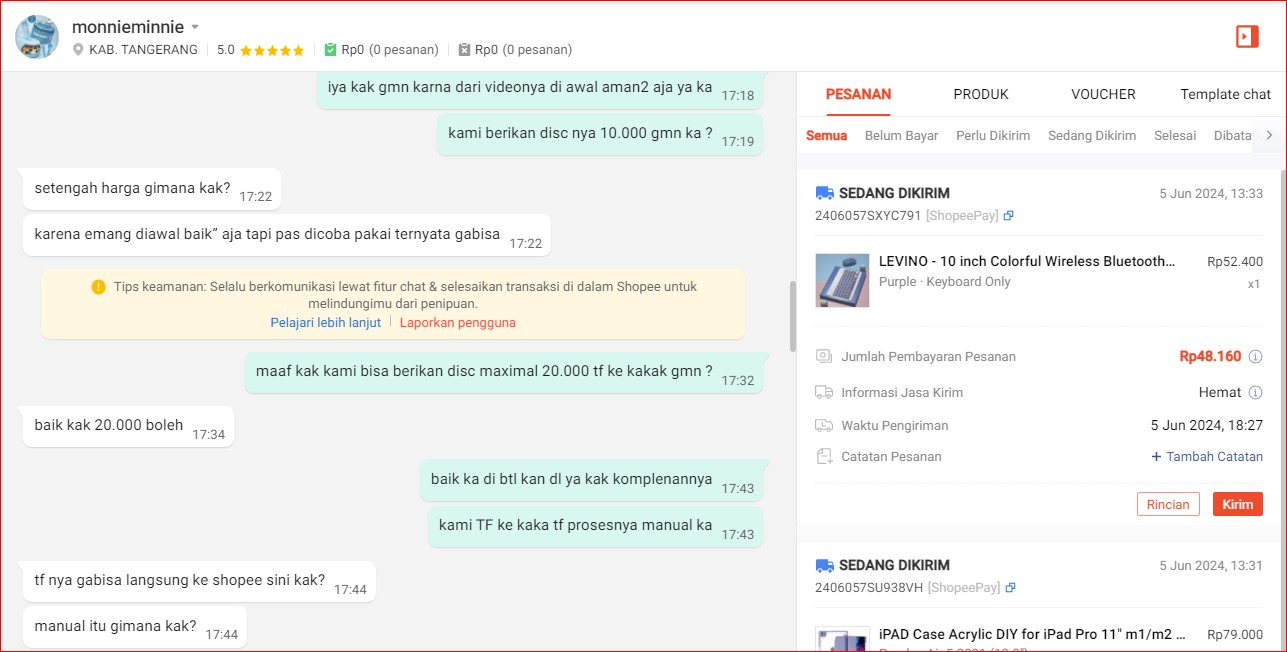 monnieminnie
KAB. TANGERANG 5.0 Rp0 (0 pesanan) Rp0 (0 pesanan)
iya kak gmn karna dari videonya di awal aman2 aja ya ka 17:18
kami berikan disc nya 10.000 gmn ka ? 17:19
setengah harga gimana kak? 17:22
karena emang diawal baik” aja tapi pas dicoba pakai ternyata gabisa 17:22
Tips keamanan: Selalu berkomunikasi lewat fitur chat & selesaikan transaksi di dalam Shopee untuk
melindungimu dari penipuan.
Pelajari lebih lanjut Laporkan pengguna
maaf kak kami bisa berikan disc maximal 20.000 tf ke kakak gmn ? 17:32
baik kak 20.000 boleh 17:34
baik ka di btl kan dl ya kak komplenannya 17:43
kami TF ke kaka tf prosesnya manual ka 17:43
tf nya gabisa langsung ke shopee sini kak? 17:44
manual itu gimana kak? 17:44
PESANAN PRODUK VOUCHER Template chat
Semua Belum Bayar Perlu Dikirim Sedang Dikirim Selesai Dibata
SEDANG DIKIRIM 5 Jun 2024, 13:33
2406057SXYC791 [ShopeePay]
LEVINO - 10 inch Colorful Wireless Bluetooth... Rp52.400
Purple · Keyboard Only x1
Jumlah Pembayaran Pesanan Rp48.160
Informasi Jasa Kirim Hemat
Waktu Pengiriman 5 Jun 2024, 18:27
Catatan Pesanan + Tambah Catatan
Rincian Kirim
SEDANG DIKIRIM 5 Jun 2024, 13:31
2406057SU938VH [ShopeePay]
iPAD Case Acrylic DIY for iPad Pro 11" m1/m2 ... Rp79.000